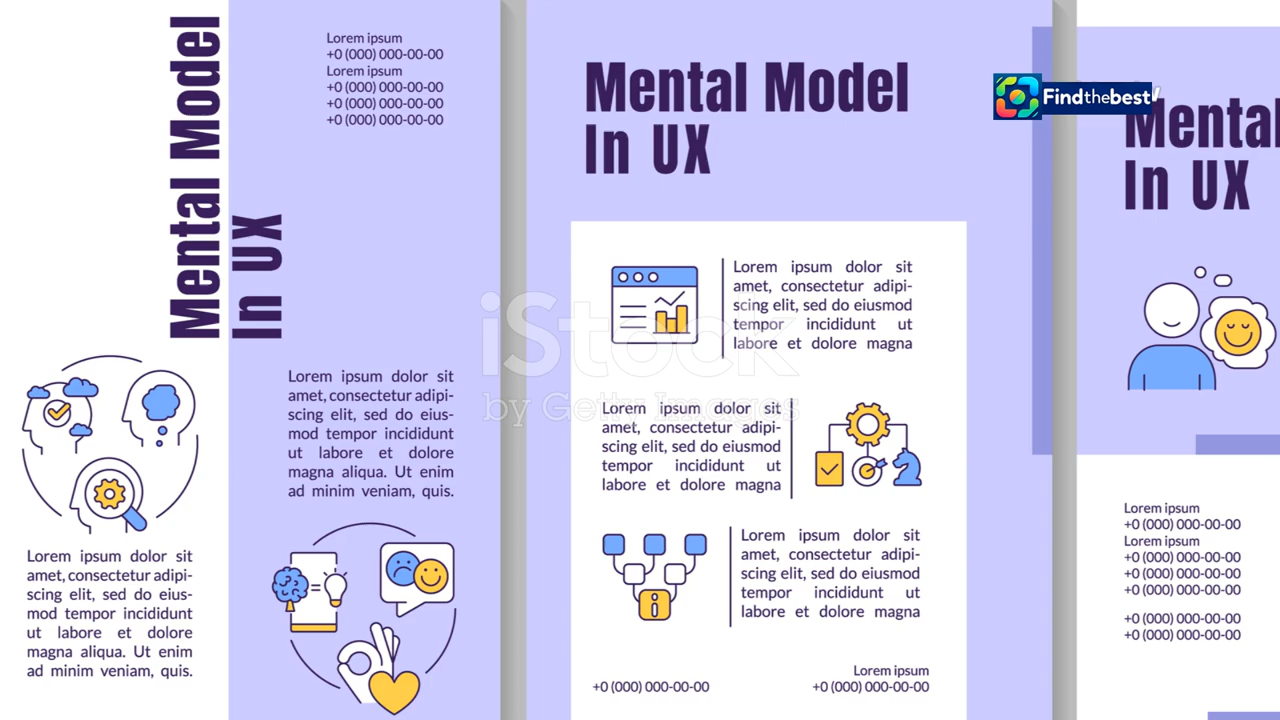 Mental Model
In UX
Lorem ipsum
+0 (000) 000-00-00
Lorem ipsum
+0 (000) 000-00-00
+0 (000) 000-00-00
+0 (000) 000-00-00
Lorem ipsum dolor sit
amet, consectetur adipi-
scing elit, sed do eius-
mod tempor incididunt
ut labore et dolore
magna aliqua. Ut enim
ad minim veniam, quis.
Lorem ipsum dolor sit
amet, consectetur adipi-
scing elit, sed do eius-
mod tempor incididunt
ut labore et dolore
magna aliqua. Ut enim
ad minim veniam, quis.
Mental Model
In UX
Lorem ipsum dolor sit
amet, consectetur adipi-
scing elit, sed do eiusmod
tempor incididunt ut
labore et dolore magna
Lorem ipsum dolor sit
amet, consectetur adipi-
scing elit, sed do eiusmod
tempor incididunt ut
labore et dolore magna
Lorem ipsum dolor sit
amet, consectetur adipi-
scing elit, sed do eiusmod
tempor incididunt ut
labore et dolore magna
Lorem ipsum
+0 (000) 000-00-00 +0 (000) 000-00-00
iStock
by Getty Images
Findthebest!
Mental
In UX
Lorem ipsum
+0 (000) 000-00-00
Lorem ipsum
+0 (000) 000-00-00
+0 (000) 000-00-00
+0 (000) 000-00-00
+0 (000) 000-00-00
+0 (000) 000-00-00